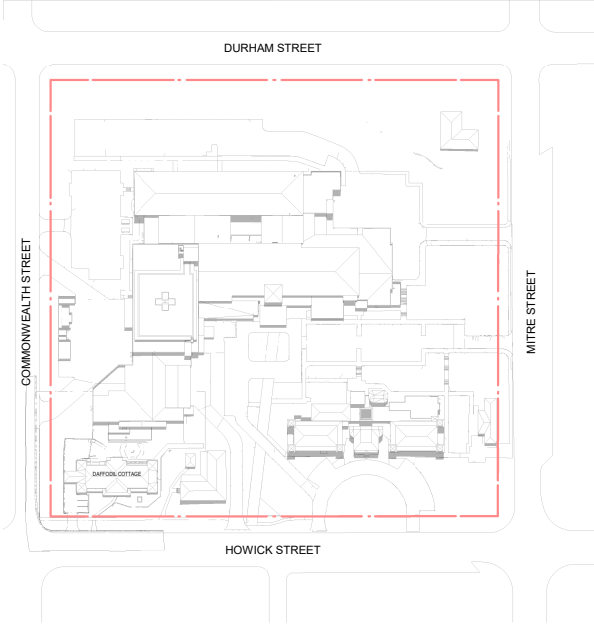 DURHAM STREET
COMMONWEALTH STREET
MITRE STREET
DAFFODIL COTTAGE
HOWICK STREET